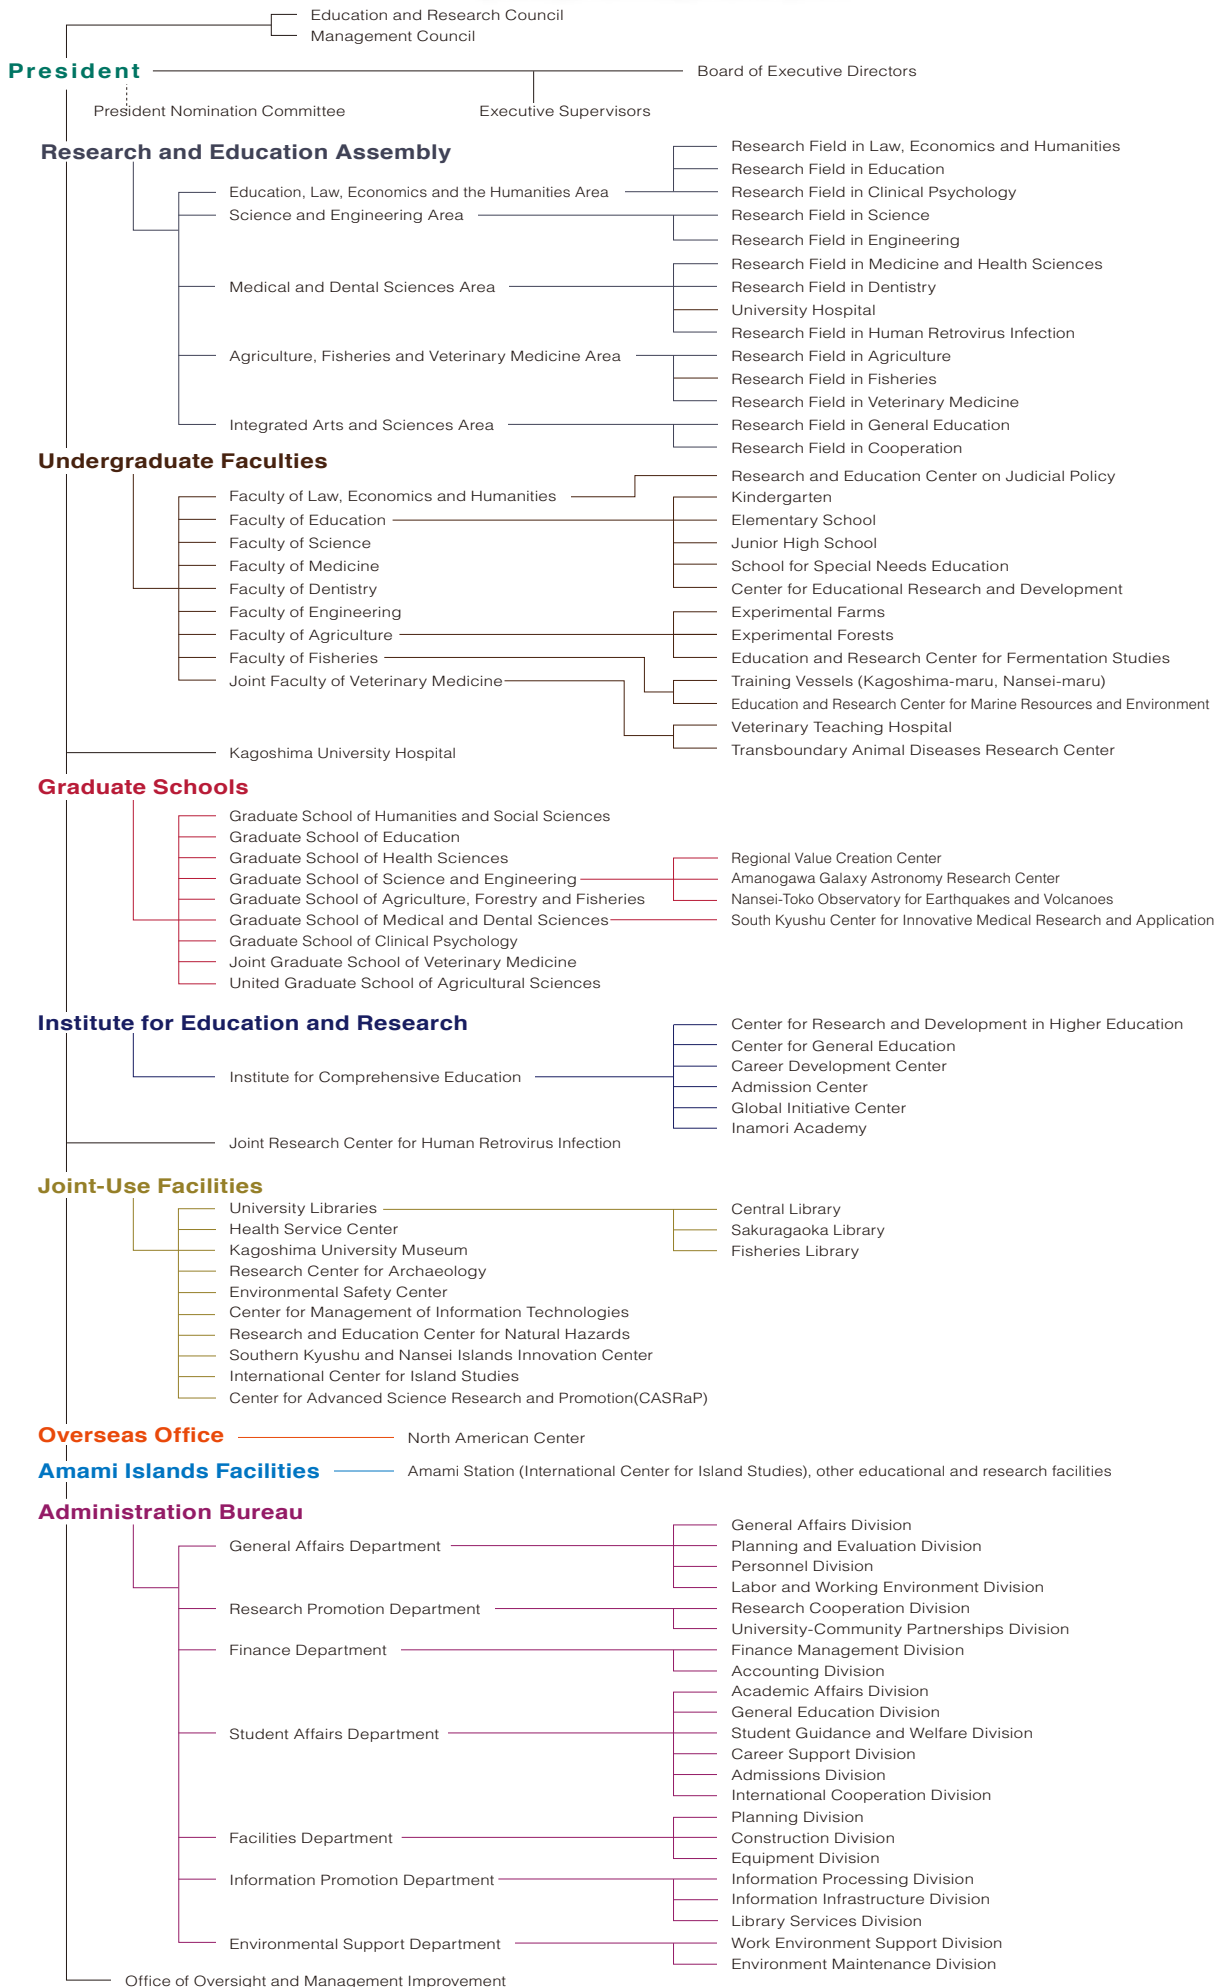 Education and Research Council
Management Council
President
Board of Executive Directors
President Nomination Committee
Executive Supervisors
Research and Education Assembly
Education, Law, Economics and the Humanities Area
Research Field in Law, Economics and Humanities
Research Field in Education
Research Field in Clinical Psychology
Science and Engineering Area
Research Field in Science
Research Field in Engineering
Medical and Dental Sciences Area
Research Field in Medicine and Health Sciences
Research Field in Dentistry
University Hospital
Research Field in Human Retrovirus Infection
Agriculture, Fisheries and Veterinary Medicine Area
Research Field in Agriculture
Research Field in Fisheries
Research Field in Veterinary Medicine
Integrated Arts and Sciences Area
Research Field in General Education
Research Field in Cooperation
Undergraduate Faculties
Faculty of Law, Economics and Humanities
Research and Education Center on Judicial Policy
Faculty of Education
Kindergarten
Elementary School
Junior High School
School for Special Needs Education
Center for Educational Research and Development
Faculty of Science
Faculty of Medicine
Faculty of Dentistry
Faculty of Engineering
Faculty of Agriculture
Experimental Farms
Experimental Forests
Education and Research Center for Fermentation Studies
Faculty of Fisheries
Training Vessels (Kagoshima-maru, Nansei-maru)
Education and Research Center for Marine Resources and Environment
Joint Faculty of Veterinary Medicine
Veterinary Teaching Hospital
Transboundary Animal Diseases Research Center
Kagoshima University Hospital
Graduate Schools
Graduate School of Humanities and Social Sciences
Graduate School of Education
Graduate School of Health Sciences
Graduate School of Science and Engineering
Regional Value Creation Center
Amanogawa Galaxy Astronomy Research Center
Nansei-Toko Observatory for Earthquakes and Volcanoes
Graduate School of Agriculture, Forestry and Fisheries
Graduate School of Medical and Dental Sciences
South Kyushu Center for Innovative Medical Research and Application
Graduate School of Clinical Psychology
Joint Graduate School of Veterinary Medicine
United Graduate School of Agricultural Sciences
Institute for Education and Research
Institute for Comprehensive Education
Center for Research and Development in Higher Education
Center for General Education
Career Development Center
Admission Center
Global Initiative Center
Inamori Academy
Joint Research Center for Human Retrovirus Infection
Joint-Use Facilities
University Libraries
Central Library
Sakuragaoka Library
Fisheries Library
Health Service Center
Kagoshima University Museum
Research Center for Archaeology
Environmental Safety Center
Center for Management of Information Technologies
Research and Education Center for Natural Hazards
Southern Kyushu and Nansei Islands Innovation Center
International Center for Island Studies
Center for Advanced Science Research and Promotion(CASRaP)
Overseas Office
North American Center
Amami Islands Facilities
Amami Station (International Center for Island Studies), other educational and research facilities
Administration Bureau
General Affairs Department
General Affairs Division
Planning and Evaluation Division
Personnel Division
Labor and Working Environment Division
Research Promotion Department
Research Cooperation Division
University-Community Partnerships Division
Finance Department
Finance Management Division
Accounting Division
Student Affairs Department
Academic Affairs Division
General Education Division
Student Guidance and Welfare Division
Career Support Division
Admissions Division
International Cooperation Division
Facilities Department
Planning Division
Construction Division
Equipment Division
Information Promotion Department
Information Processing Division
Information Infrastructure Division
Library Services Division
Environmental Support Department
Work Environment Support Division
Environment Maintenance Division
Office of Oversight and Management Improvement